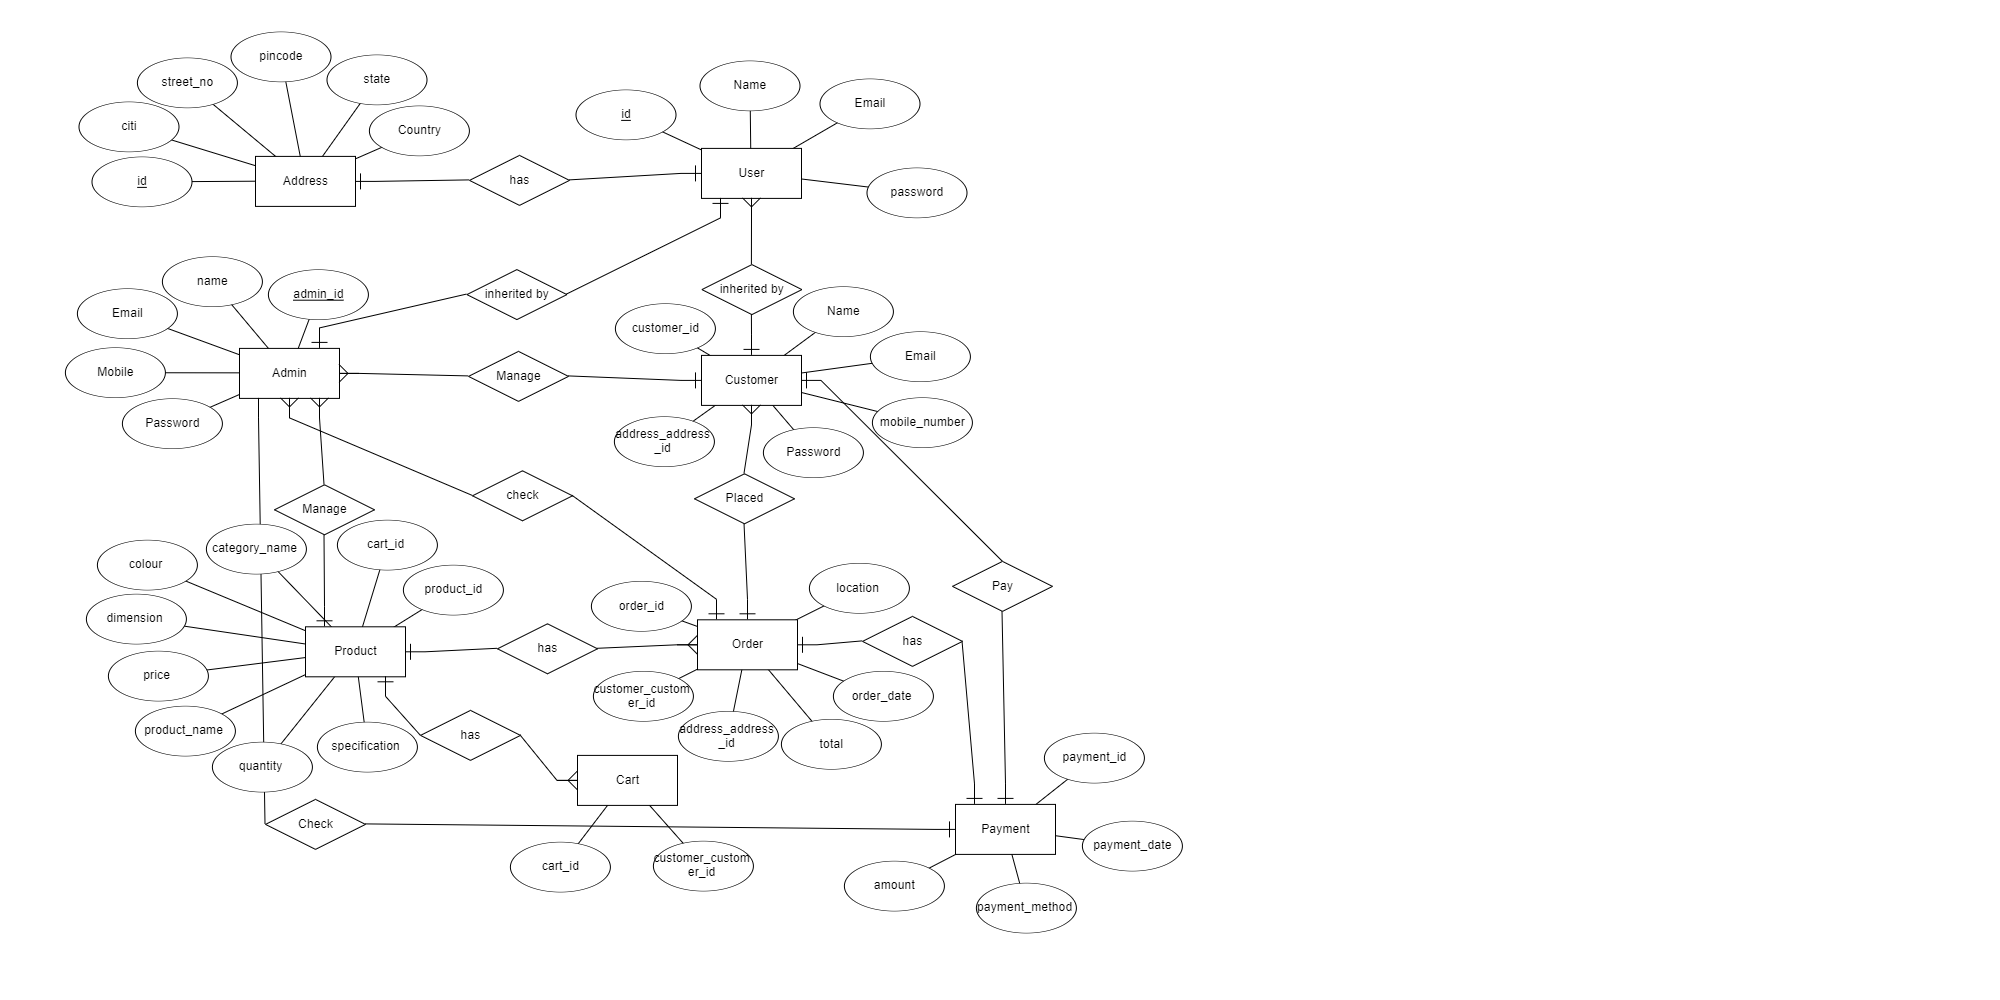 pincode
state
street_no
Name
Email
id
citi
Country
id
Address
has
User
password
name
admin_id
Email
inherited by
inherited by
Name
customer_id
Email
Mobile
Admin
Manage
Customer
Password
address_address
_id
Password
mobile_number
check
Placed
Manage
category_name
cart_id
colour
product_id
Pay
location
order_id
dimension
Product
has
Order
has
price
customer_custom
er_id
order_date
product_name
specification
has
address_address
_id
total
quantity
Cart
payment_id
Check
Payment
payment_date
cart_id
customer_custom
er_id
amount
payment_method